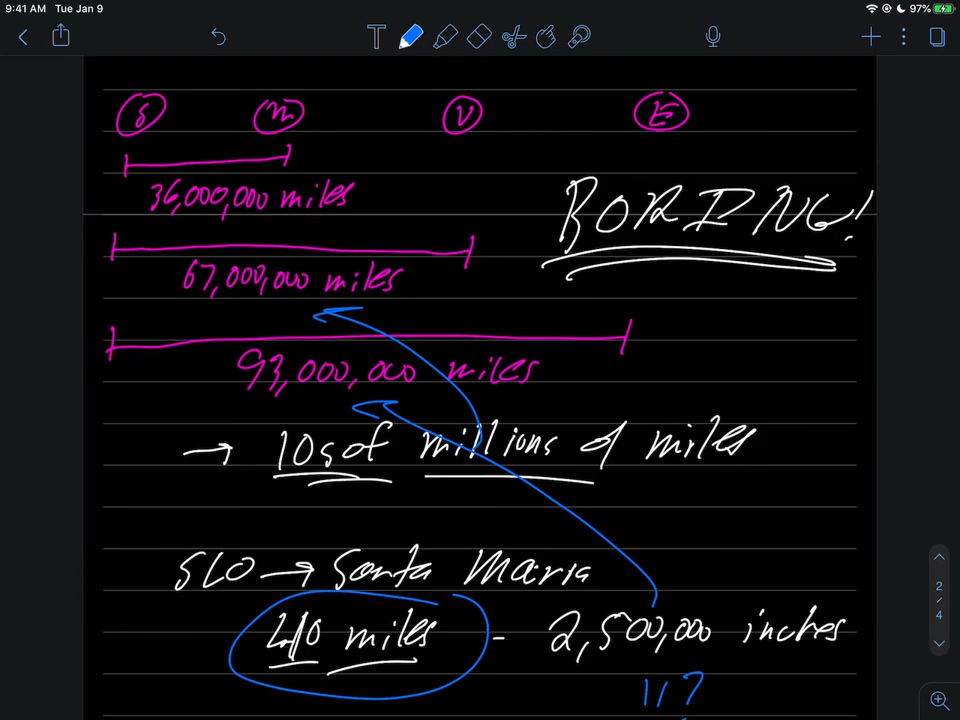 9:41 AM Tue Jan 9
97%
S m V E
36,000,000 miles
BORING!
67,000,000 miles
93,000,000 miles
→ 10s of millions of miles
SLO → Santa Maria
40 miles - 2,500,000 inches
!!?
2
/
4